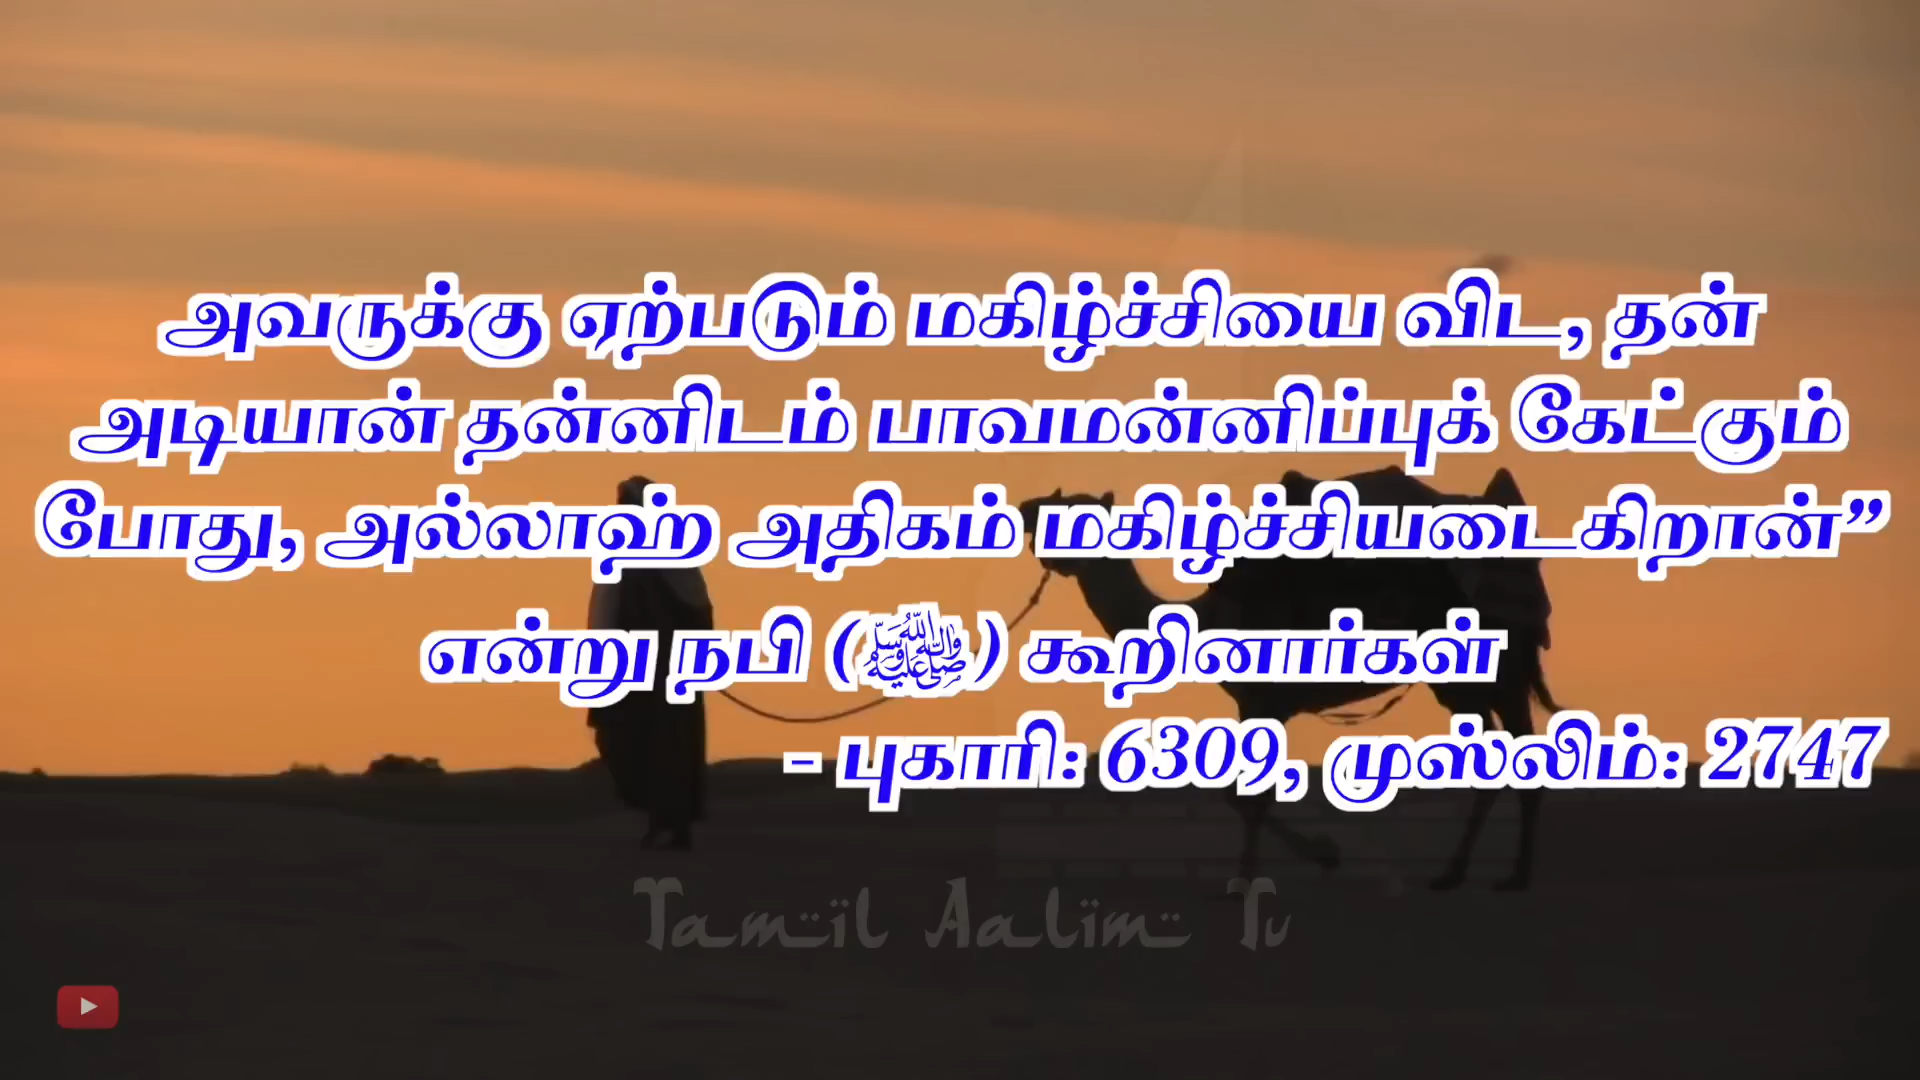 அவருக்கு ஏற்படும் மகிழ்ச்சியை விட, தன்
அடியான் தன்னிடம் பாவமன்னிப்புக் கேட்கும்
போது, அல்லாஹ் அதிகம் மகிழ்ச்சியடைகிறான்”
என்று நபி (ﷺ) கூறினார்கள்
- புகாரி: 6309, முஸ்லிம்: 2747
Tamil Aalim Tv